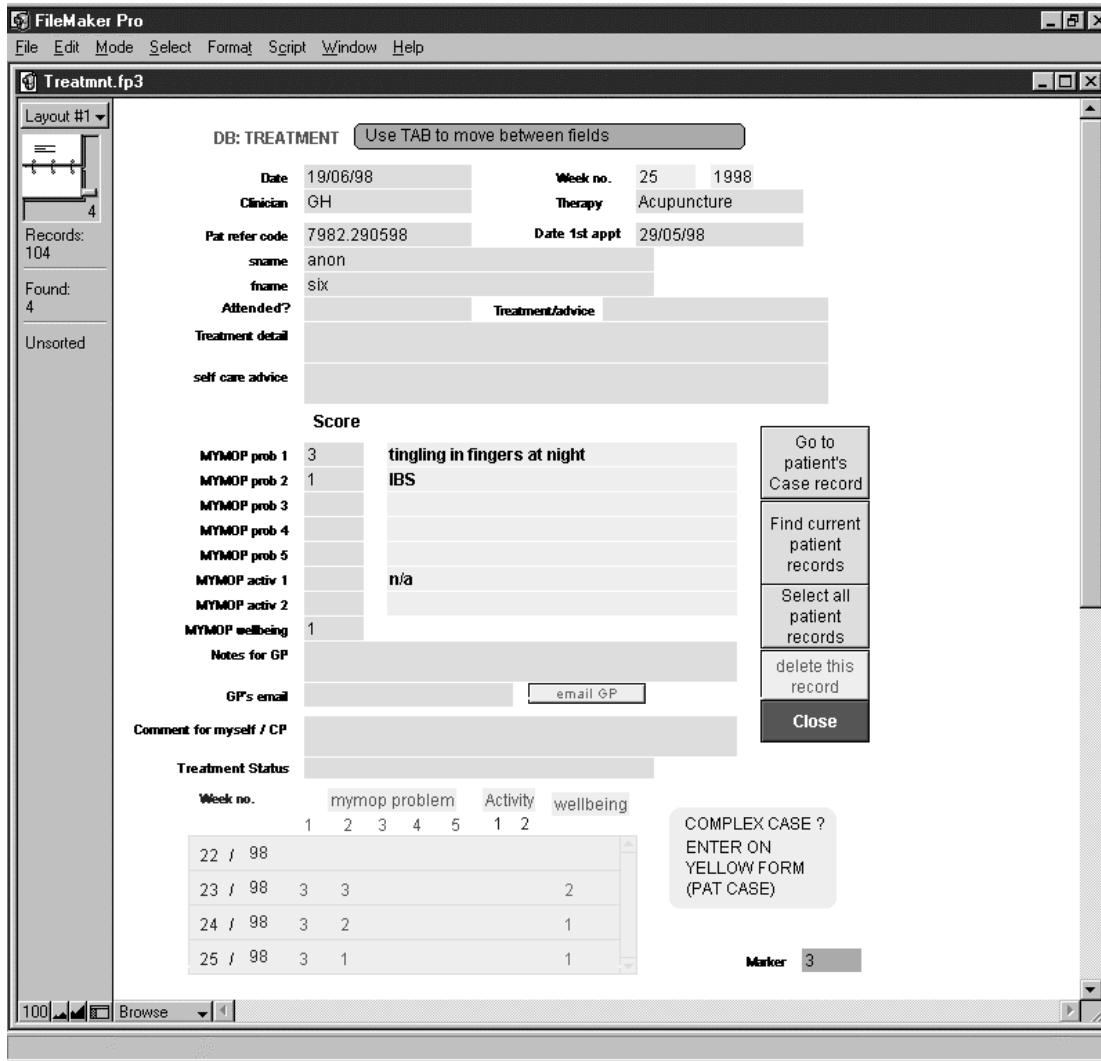 FileMaker Pro
File Edit Mode Select Format Script Window Help
Treatmnt.fp3
Layout #1
4
Records:
104
Found:
4
Unsorted
DB: TREATMENT Use TAB to move between fields
Date 19/06/98 Week no. 25 1998
Clinician GH Therapy Acupuncture
Pat refer code 7982.290598 Date 1st appt 29/05/98
sname anon
fname six
Attended? Treatment/advice
Treatment detail
self care advice
Score
MYMOP prob 1 3 tingling in fingers at night
MYMOP prob 2 1 IBS
MYMOP prob 3
MYMOP prob 4
MYMOP prob 5
MYMOP activ 1 n/a
MYMOP activ 2
MYMOP wellbeing 1
Notes for GP
GP's email email GP
Comment for myself / CP
Treatment Status
Go to
patient's
Case record
Find current
patient
records
Select all
patient
records
delete this
record
Close
Week no. mymop problem Activity wellbeing
1 2 3 4 5 1 2
22 / 98
23 / 98 3 3 2
24 / 98 3 2 1
25 / 98 3 1 1
COMPLEX CASE ?
ENTER ON
YELLOW FORM
(PAT CASE)
Marker 3
100 Browse